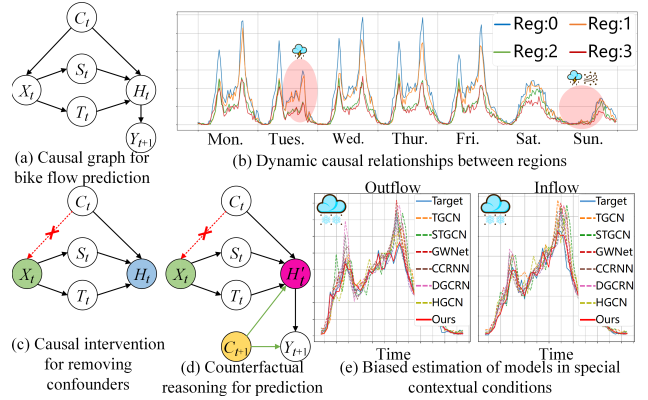 C_t
S_t
X_t
H_t
T_t
Y_{t+1}
(a) Causal graph for
bike flow prediction
Reg:0
Reg:1
Reg:2
Reg:3
Mon.
Tues.
Wed.
Thur.
Fri.
Sat.
Sun.
(b) Dynamic causal relationships between regions
C_t
S_t
X_t
H_t
T_t
(c) Causal intervention
for removing
confounders
C_t
S_t
X_t
H'_t
T_t
C_{t+1}
Y_{t+1}
(d) Counterfactual
reasoning for prediction
Outflow
Target
TGCN
STGCN
GWNet
CCRNN
DGCRN
HGCN
Ours
Time
Inflow
Target
TGCN
STGCN
GWNet
CCRNN
DGCRN
HGCN
Ours
Time
(e) Biased estimation of models in special
contextual conditions